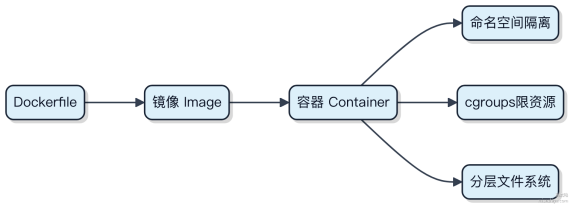 命名空间隔离
Dockerfile
镜像 Image
容器 Container
cgroups限资源
分层文件系统